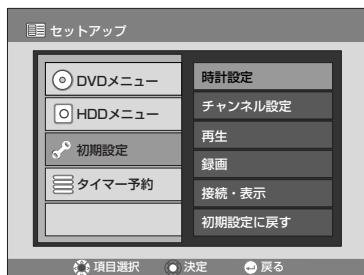 セットアップ
DVDメニュー
HDDメニュー
初期設定
タイマー予約
時計設定
チャンネル設定
再生
録画
接続・表示
初期設定に戻す
項目選択 決定 戻る